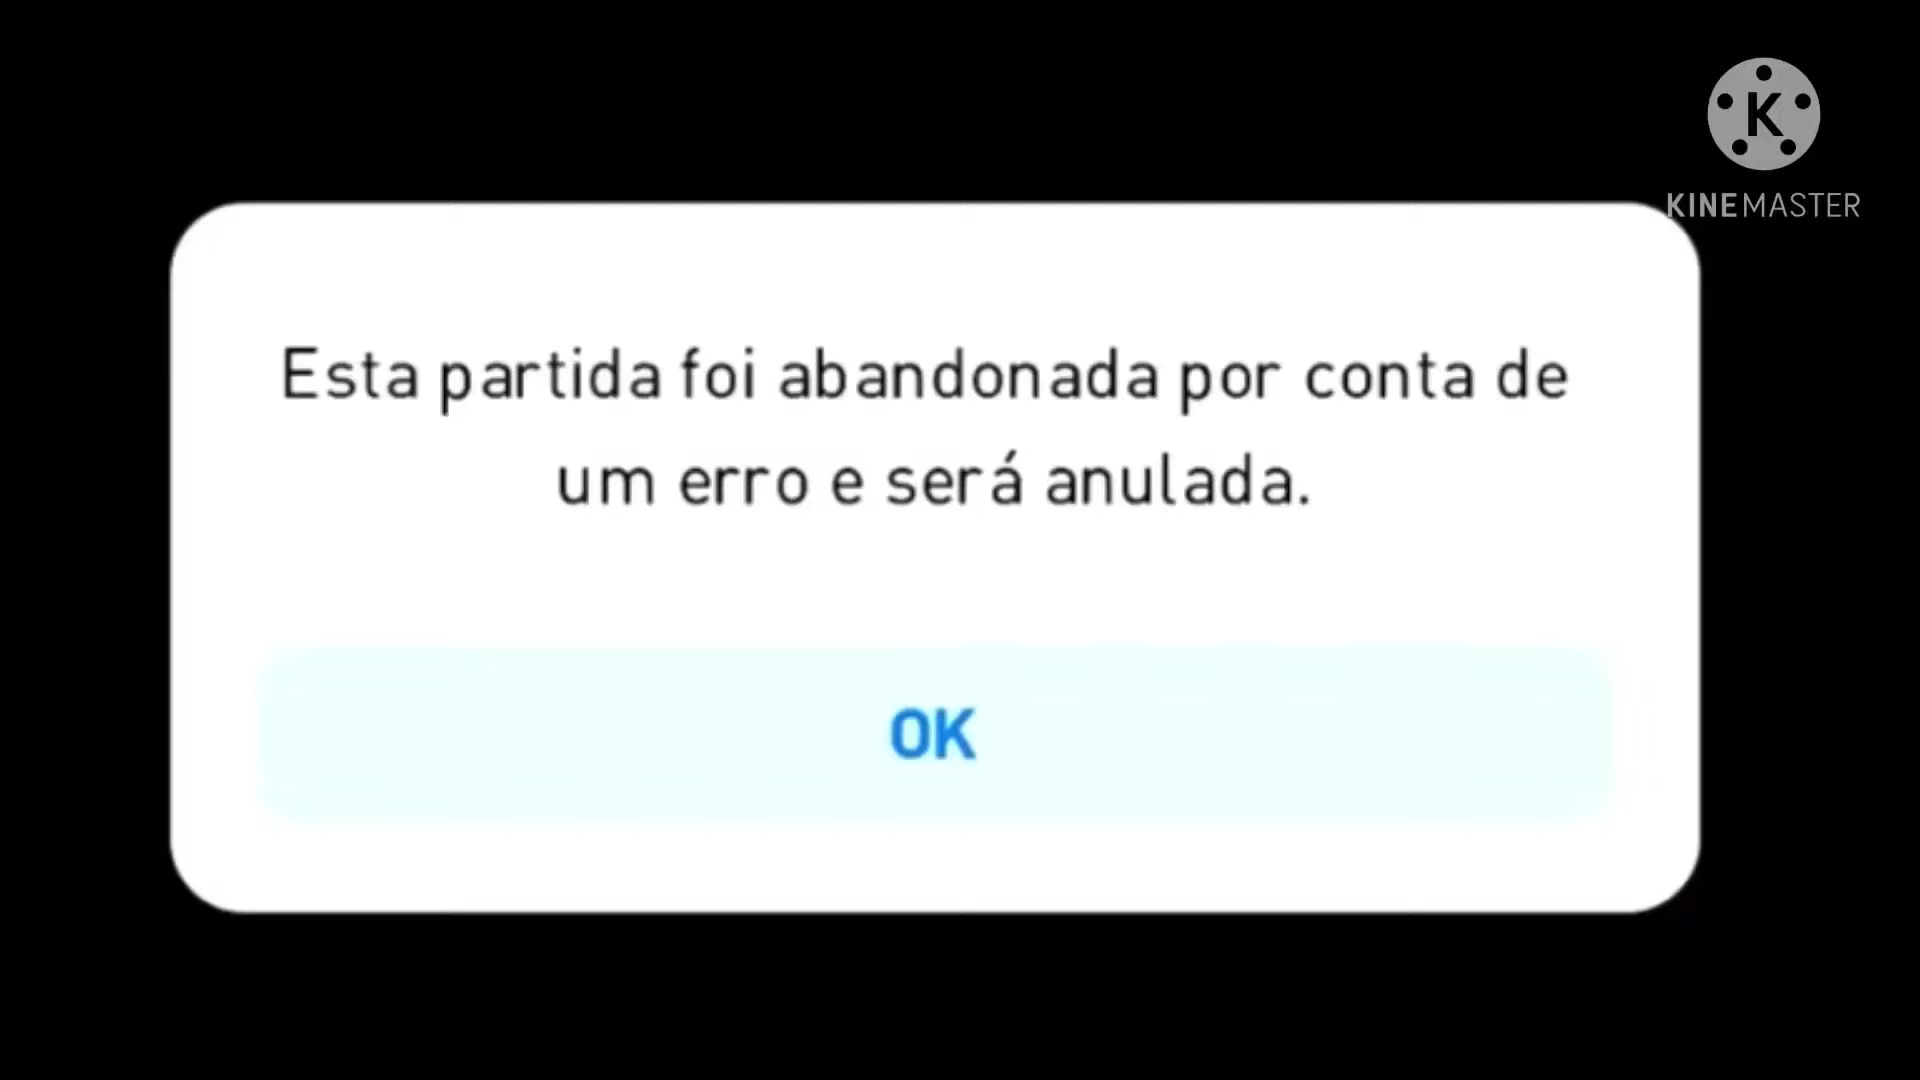 K
KINEMASTER
Esta partida foi abandonada por conta de
um erro e será anulada.
OK